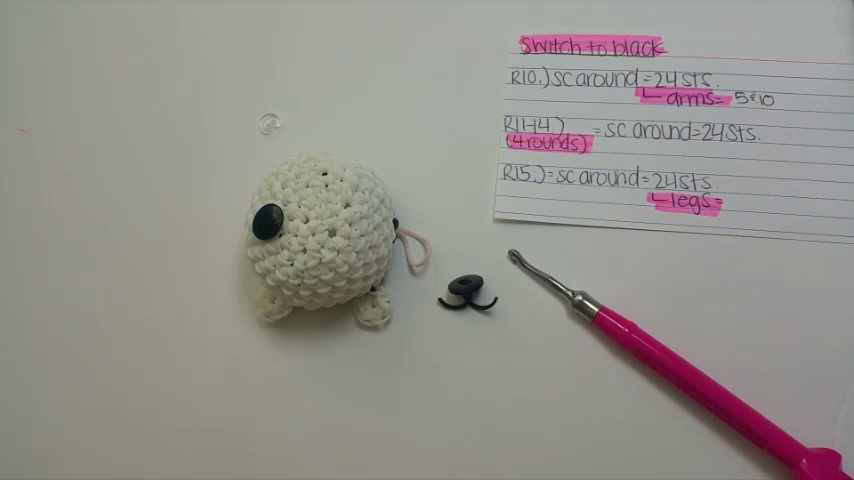 switch to black
R10.) sc around = 24 sts.
↳ arms = 5 & 10
R11-14.) = sc around = 24 sts.
(4 rounds)
R15.) = sc around = 24 sts.
↳ legs =